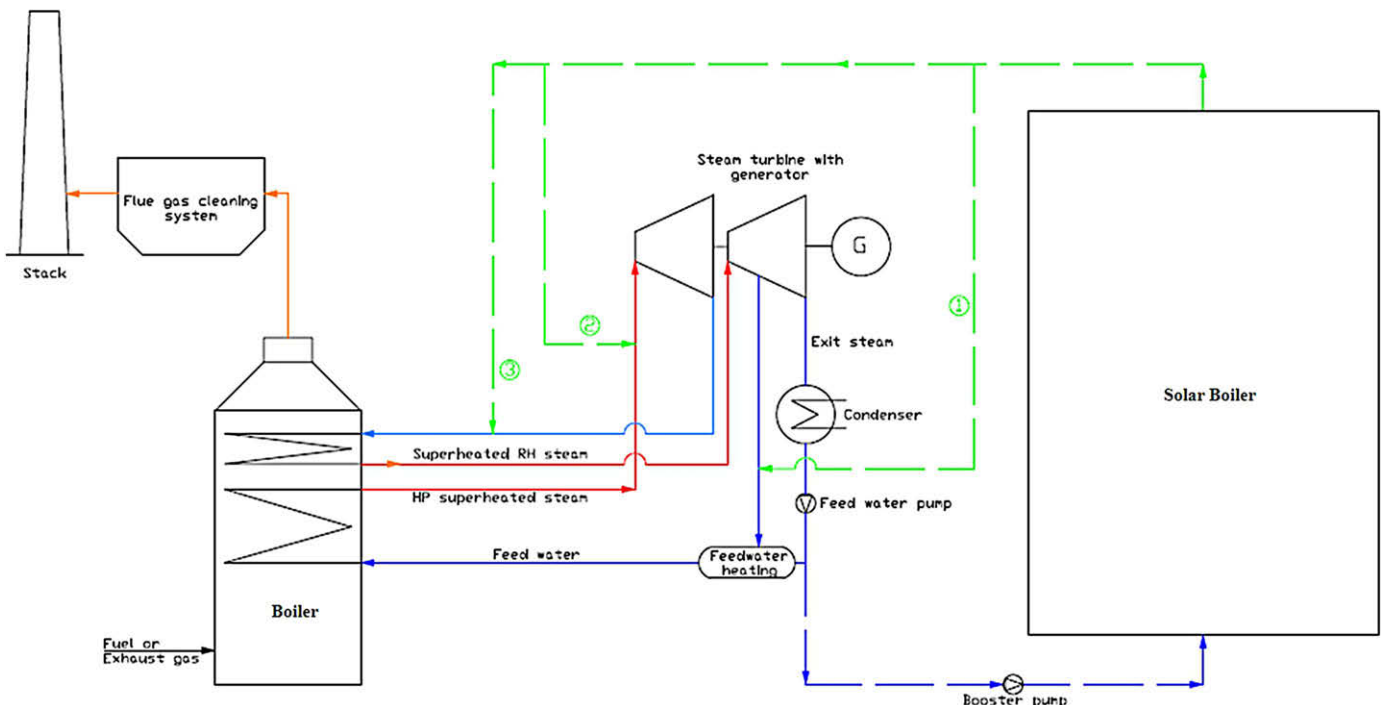 Steam turbine with
generator
Flue gas cleaning
system
G
Stack
1
2
Exit steam
3
Solar Boiler
Condenser
Superheated RH steam
HP superheated steam
Feed water pump
Feed water
Feedwater
heating
Boiler
Fuel or
Exhaust gas
Booster pump